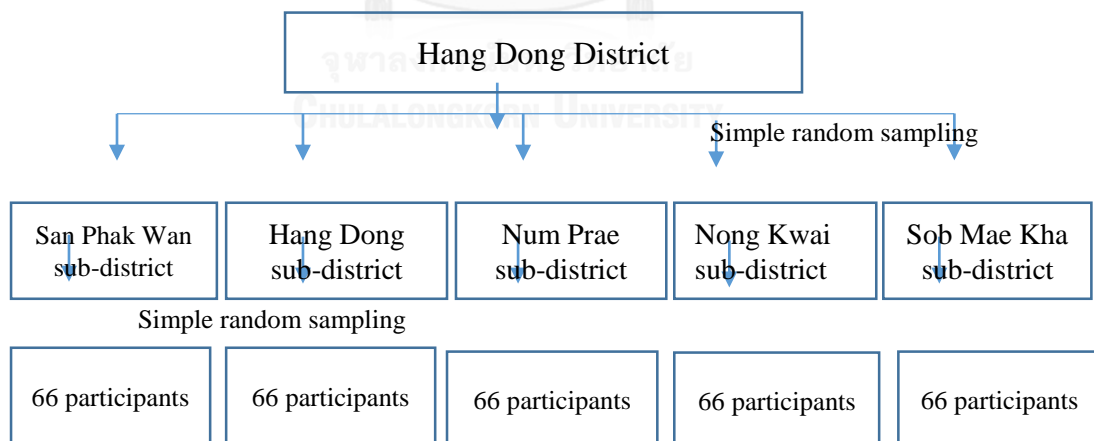 Hang Dong District
CHULALONGKORN UNIVERSITY
Simple random sampling
San Phak Wan
sub-district
Hang Dong
sub-district
Num Prae
sub-district
Nong Kwai
sub-district
Sob Mae Kha
sub-district
Simple random sampling
66 participants
66 participants
66 participants
66 participants
66 participants